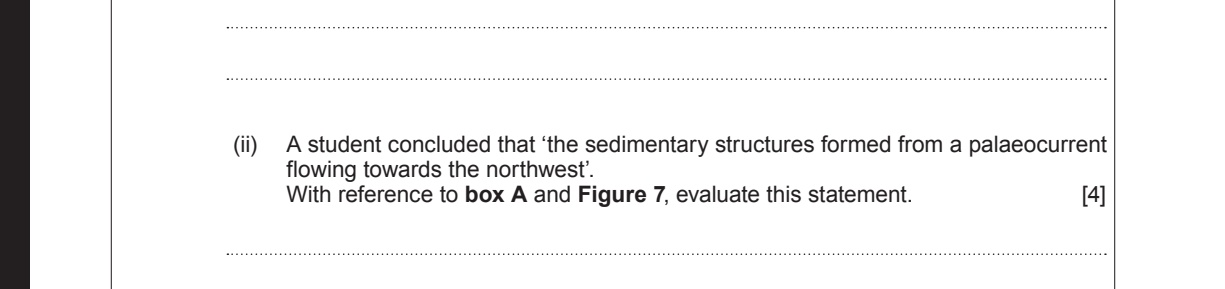 (ii) A student concluded that ‘the sedimentary structures formed from a palaeocurrent
flowing towards the northwest’.
With reference to box A and Figure 7, evaluate this statement. [4]